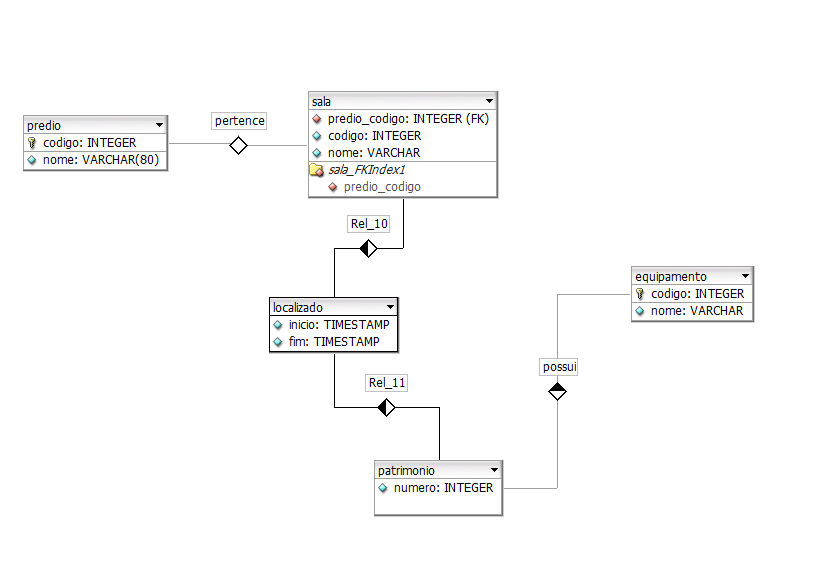 predio
codigo: INTEGER
nome: VARCHAR(80)
pertence
sala
predio_codigo: INTEGER (FK)
codigo: INTEGER
nome: VARCHAR
sala_FKIndex1
predio_codigo
Rel_10
localizado
inicio: TIMESTAMP
fim: TIMESTAMP
equipamento
codigo: INTEGER
nome: VARCHAR
possui
Rel_11
patrimonio
numero: INTEGER